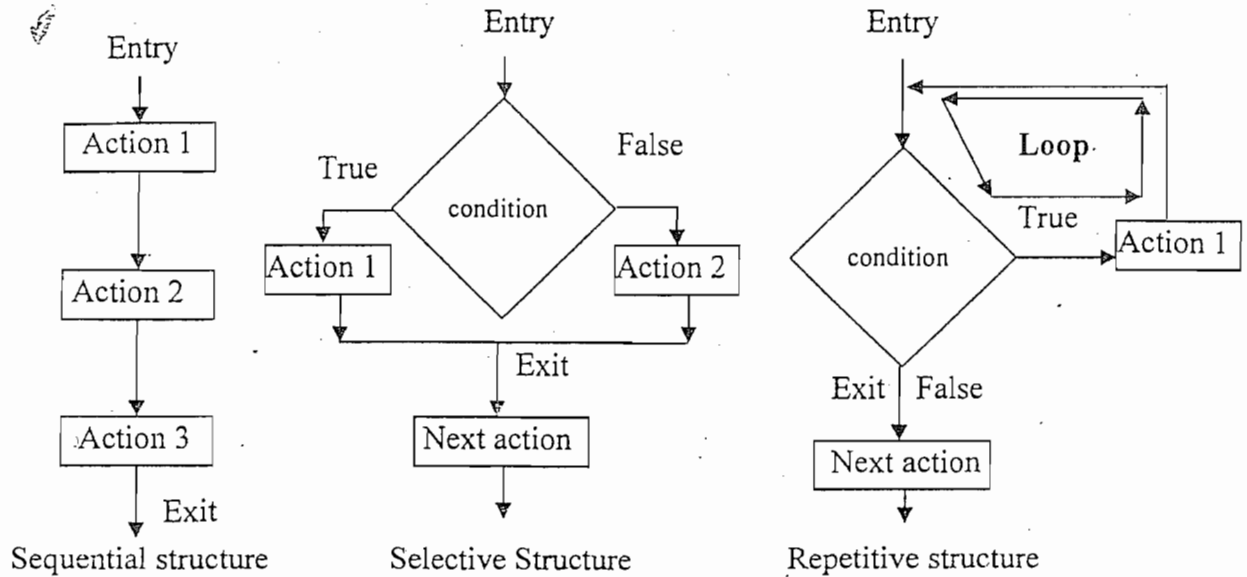 Entry
Action 1
Action 2
Action 3
Exit
Sequential structure
Entry
condition
True
False
Action 1
Action 2
Exit
Next action
Selective Structure
Entry
Loop
True
condition
Action 1
Exit False
Next action
Repetitive structure